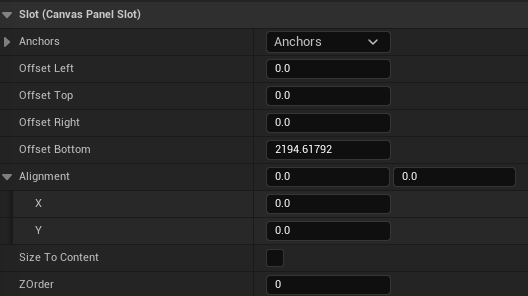 Slot (Canvas Panel Slot)
Anchors Anchors
Offset Left 0.0
Offset Top 0.0
Offset Right 0.0
Offset Bottom 2194.61792
Alignment 0.0 0.0
X 0.0
Y 0.0
Size To Content
ZOrder 0